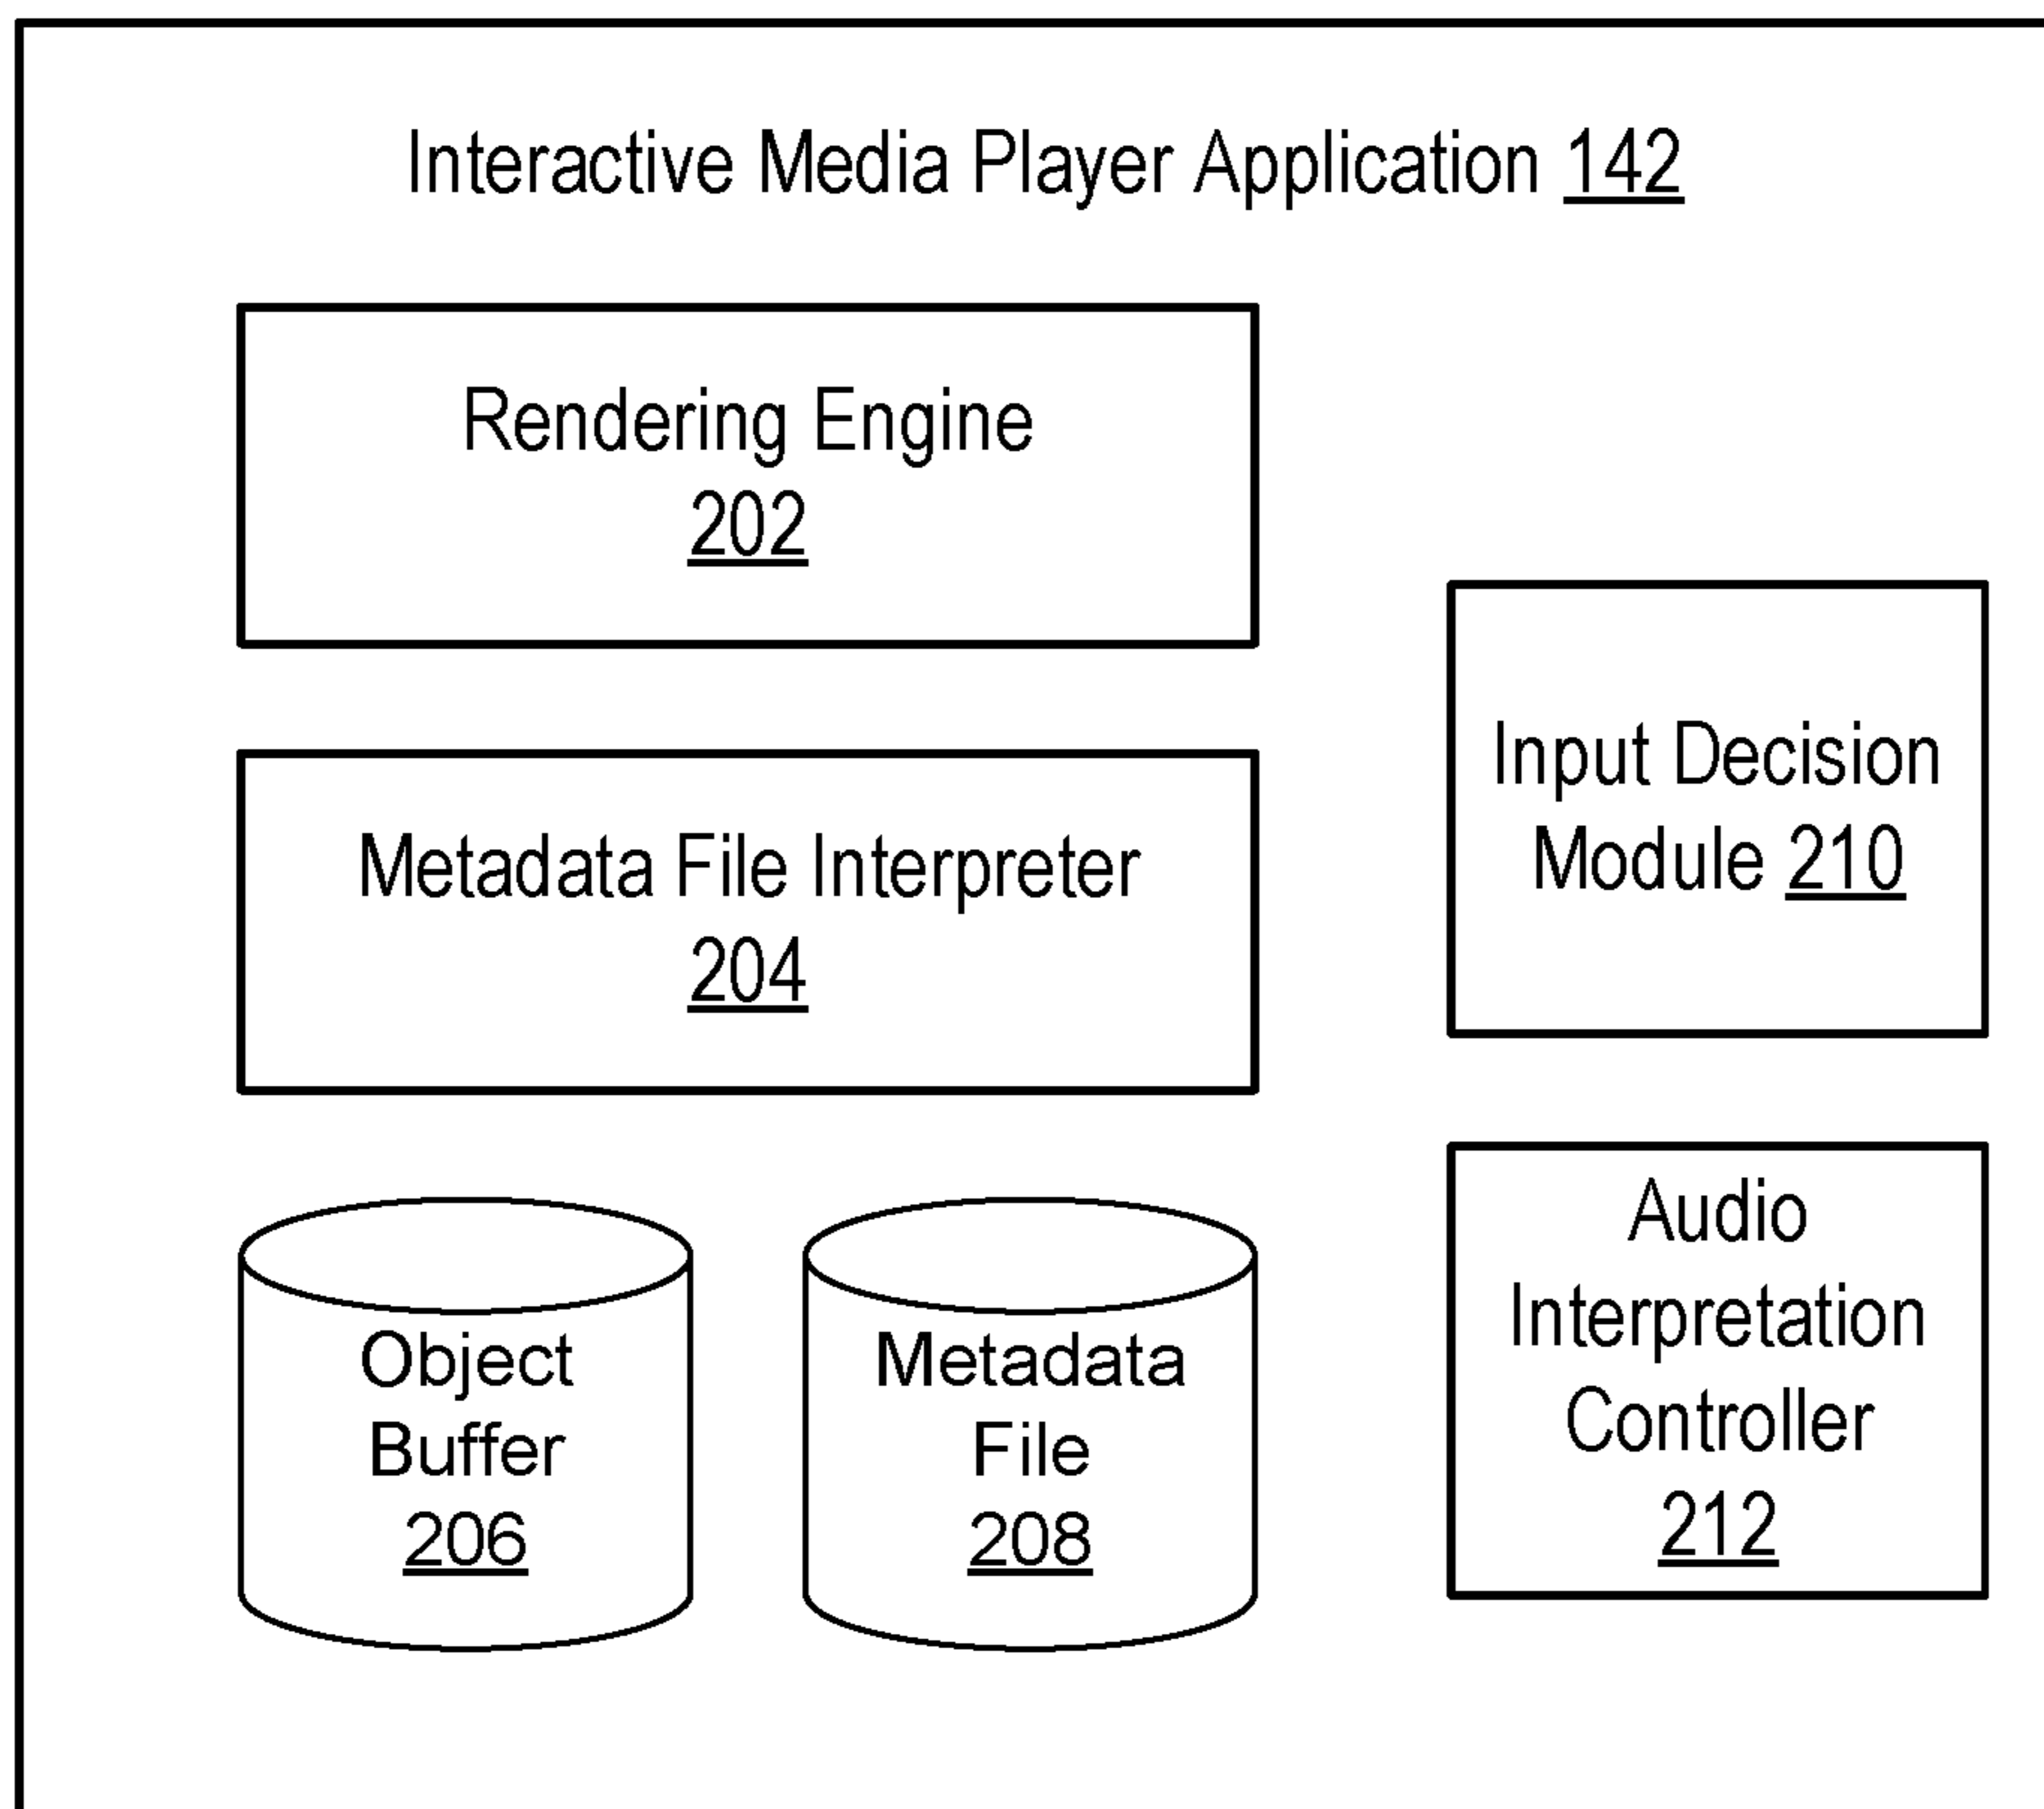 Interactive Media Player Application 142
Rendering Engine
202
Metadata File Interpreter
204
Object
Buffer
206
Metadata
File
208
Input Decision
Module 210
Audio
Interpretation
Controller
212